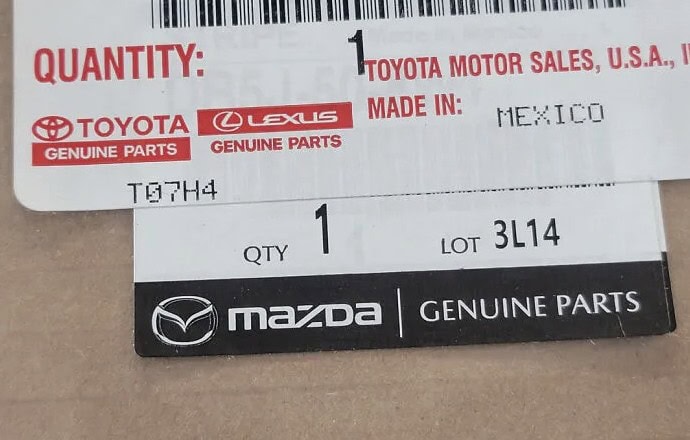 QUANTITY: 1
TOYOTA MOTOR SALES, U.S.A.,
MADE IN: MEXICO
TOYOTA
GENUINE PARTS
LEXUS
GENUINE PARTS
T07H4
QTY 1 LOT 3L14
mazda | GENUINE PARTS